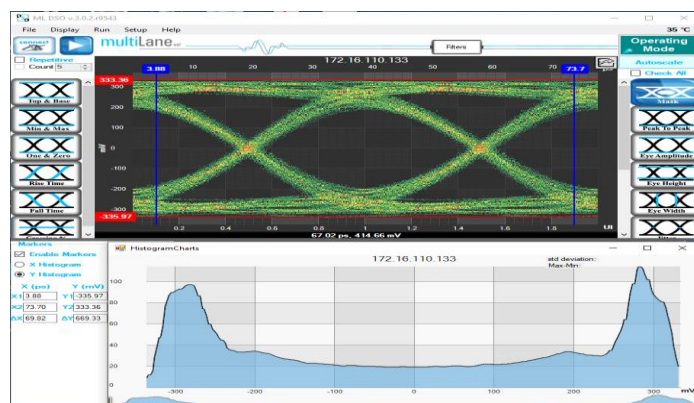 ML DSO v.3.0.2.r9543
File Display Run Setup Help 35 °C
connect multiLane Filters Operating Mode
Repetitive
Count 5
172.16.110.133
Autoscale
Check All
10 20 30 40 50 60 70
3.88 73.7
333.36
300
200
100
0
-100
-200
-300
-335.97
mV
0.2 0.4 0.6 0.8 1 1.2 1.4 1.6 1.8 UI
67.02 ps, 414.66 mV
Top & Base
Min & Max
One & Zero
Rise Time
Fall Time
Mask
Peak To Peak
Eye Amplitude
Eye Height
Eye Width
Markers
Enable Markers
X Histogram
Y Histogram
X (ps) Y (mV)
X1 3.88 Y1 -335.97
X2 73.70 Y2 333.36
ΔX 69.82 ΔY 669.33
HistogramCharts
172.16.110.133
std deviation:
Max-Min:
100
80
60
40
20
0
-300 -200 -100 0 100 200 300 mV